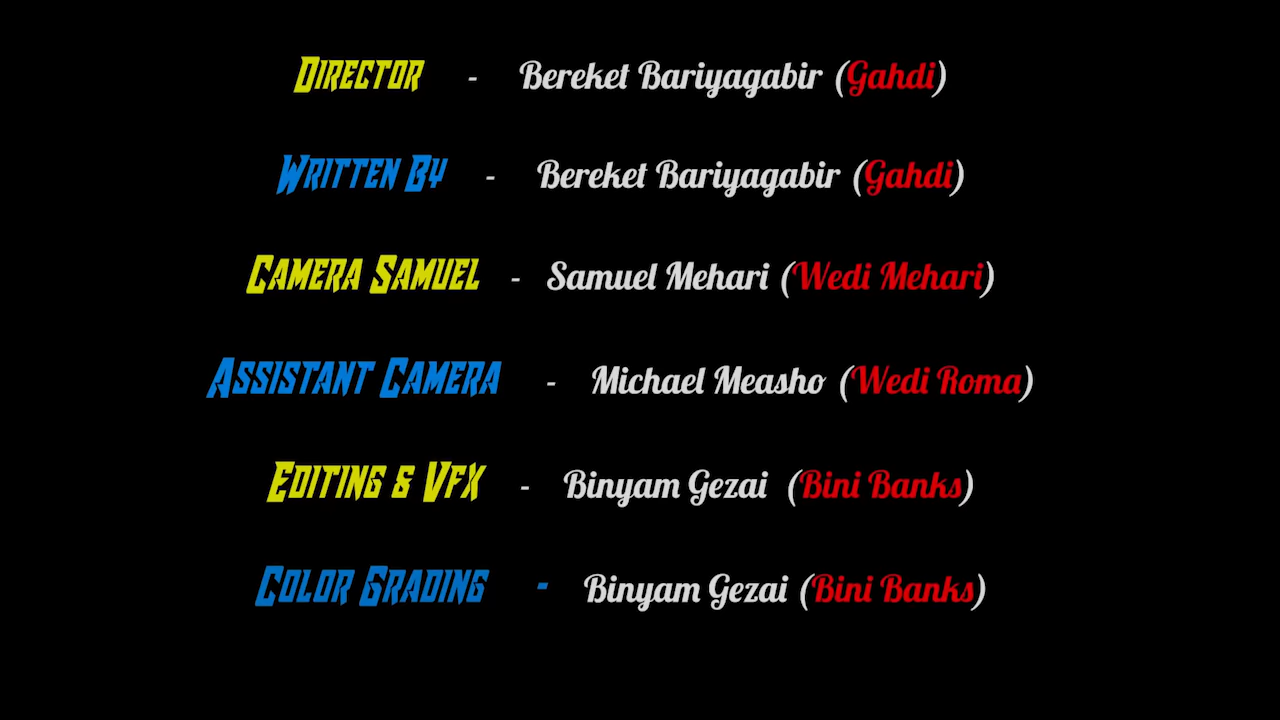 Director - Bereket Bariyagabir (Gahdi)
Written By - Bereket Bariyagabir (Gahdi)
Camera Samuel - Samuel Mehari (Wedi Mehari)
Assistant Camera - Michael Measho (Wedi Roma)
Editing & Vfx - Binyam Gezai (Bini Banks)
Color Grading - Binyam Gezai (Bini Banks)